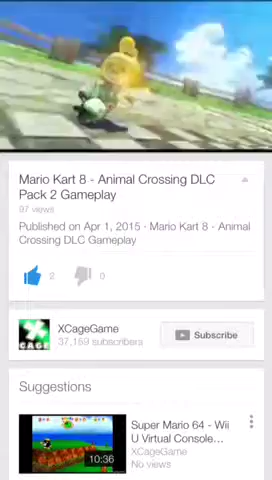 Mario Kart 8 - Animal Crossing DLC
Pack 2 Gameplay
97 views
Published on Apr 1, 2015 · Mario Kart 8 - Animal
Crossing DLC Gameplay
2
0
X
CAGE
XCageGame
37,159 subscribers
Subscribe
Suggestions
10:36
Super Mario 64 - Wii
U Virtual Console…
XCageGame
No views